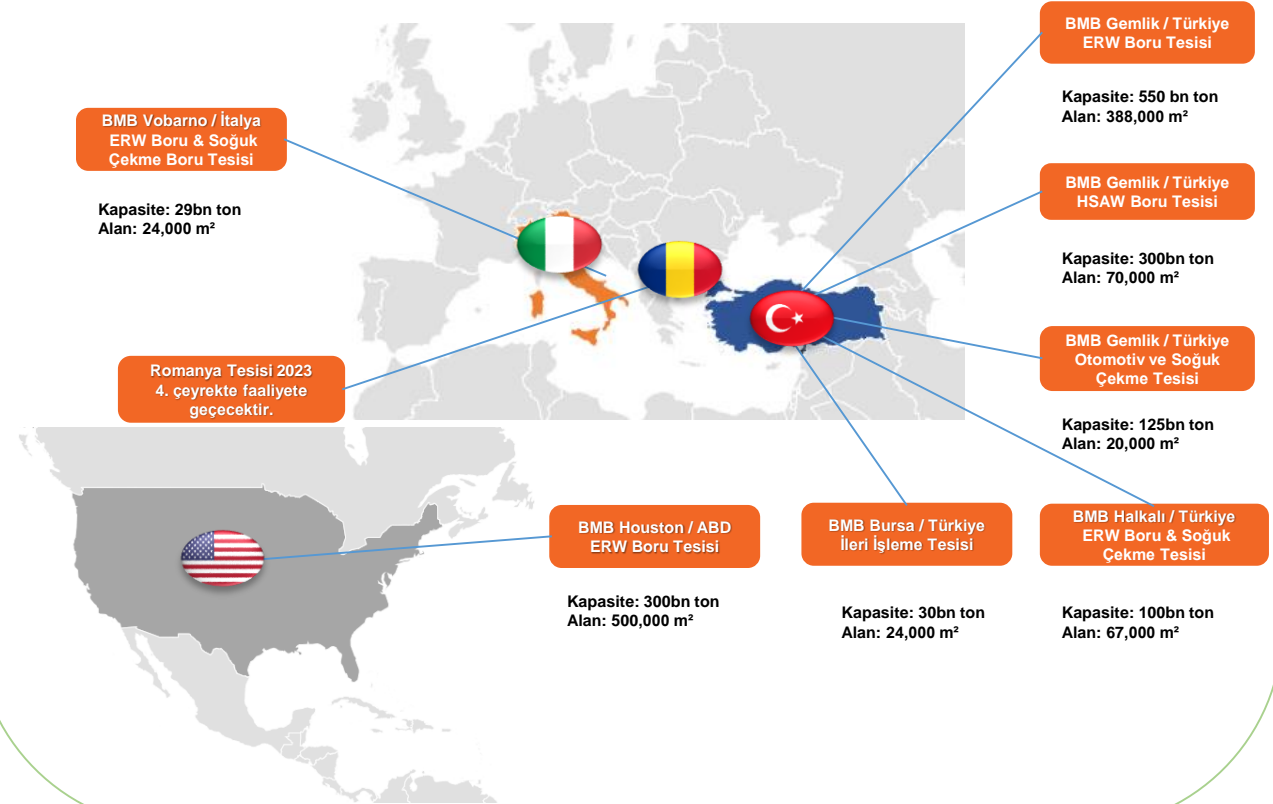 BMB Gemlik / Türkiye
ERW Boru Tesisi
Kapasite: 550 bn ton
Alan: 388,000 m²
BMB Vobarno / İtalya
ERW Boru & Soğuk
Çekme Boru Tesisi
Kapasite: 29bn ton
Alan: 24,000 m²
BMB Gemlik / Türkiye
HSAW Boru Tesisi
Kapasite: 300bn ton
Alan: 70,000 m²
BMB Gemlik / Türkiye
Otomotiv ve Soğuk
Çekme Tesisi
Kapasite: 125bn ton
Alan: 20,000 m²
Romanya Tesisi 2023
4. çeyrekte faaliyete
geçecektir.
BMB Houston / ABD
ERW Boru Tesisi
Kapasite: 300bn ton
Alan: 500,000 m²
BMB Bursa / Türkiye
İleri İşleme Tesisi
Kapasite: 30bn ton
Alan: 24,000 m²
BMB Halkalı / Türkiye
ERW Boru & Soğuk
Çekme Tesisi
Kapasite: 100bn ton
Alan: 67,000 m²